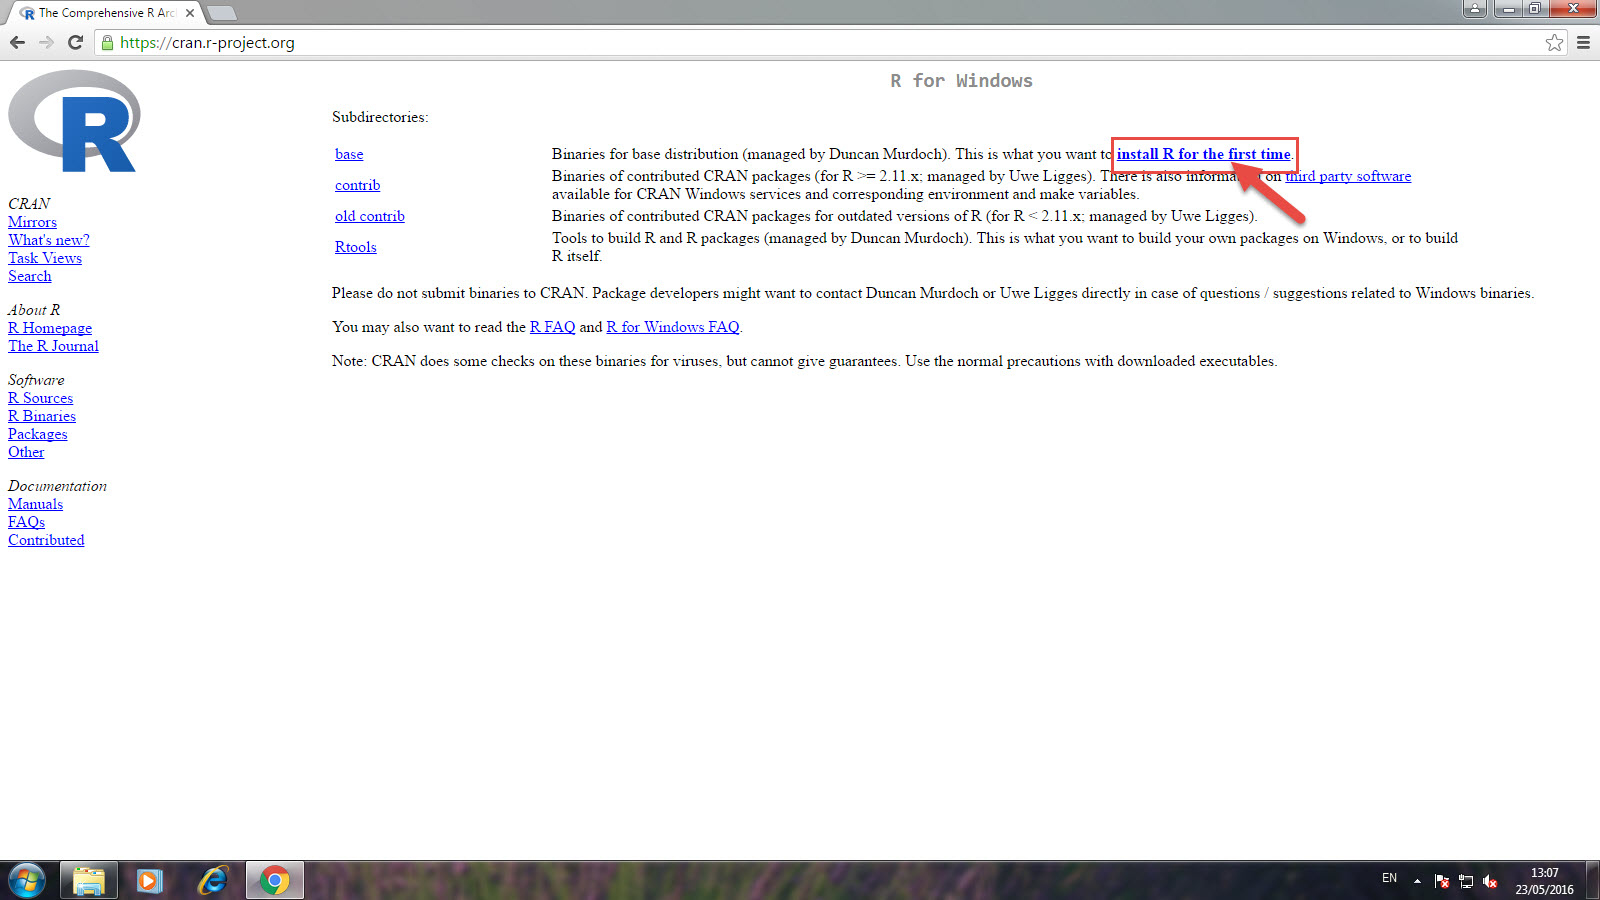 The Comprehensive R Arc
https://cran.r-project.org
R
R for Windows
Subdirectories:
base Binaries for base distribution (managed by Duncan Murdoch). This is what you want to install R for the first time.
contrib Binaries of contributed CRAN packages (for R >= 2.11.x; managed by Uwe Ligges). There is also information on third party software
available for CRAN Windows services and corresponding environment and make variables.
old contrib Binaries of contributed CRAN packages for outdated versions of R (for R < 2.11.x; managed by Uwe Ligges).
Rtools Tools to build R and R packages (managed by Duncan Murdoch). This is what you want to build your own packages on Windows, or to build
R itself.
Please do not submit binaries to CRAN. Package developers might want to contact Duncan Murdoch or Uwe Ligges directly in case of questions / suggestions related to Windows binaries.
You may also want to read the R FAQ and R for Windows FAQ.
Note: CRAN does some checks on these binaries for viruses, but cannot give guarantees. Use the normal precautions with downloaded executables.
CRAN
Mirrors
What's new?
Task Views
Search
About R
R Homepage
The R Journal
Software
R Sources
R Binaries
Packages
Other
Documentation
Manuals
FAQs
Contributed
EN
13:07
23/05/2016